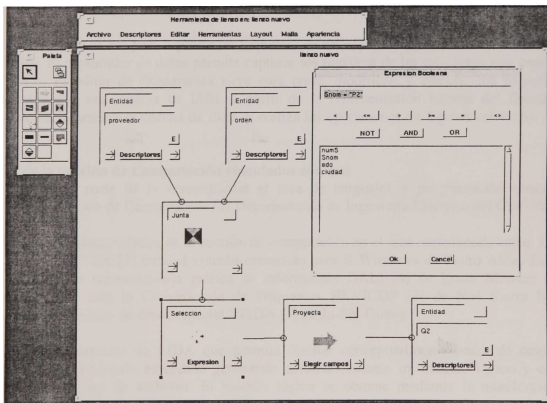 Herramienta de lienzo en: lienzo nuevo
Archivo Descriptores Editar Herramientas Layout Malla Apariencia
Paleta
lienzo nuevo
Entidad
proveedor
E
Descriptores
Entidad
orden
E
Descriptores
Junta
Seleccion
Expresion
Proyecta
Elegir campos
Entidad
Q2
E
Descriptores
Expresion Booleana
Snom = "P2"
< <= = >= > <>
NOT AND OR
numS
Snom
edo
ciudad
Ok Cancel